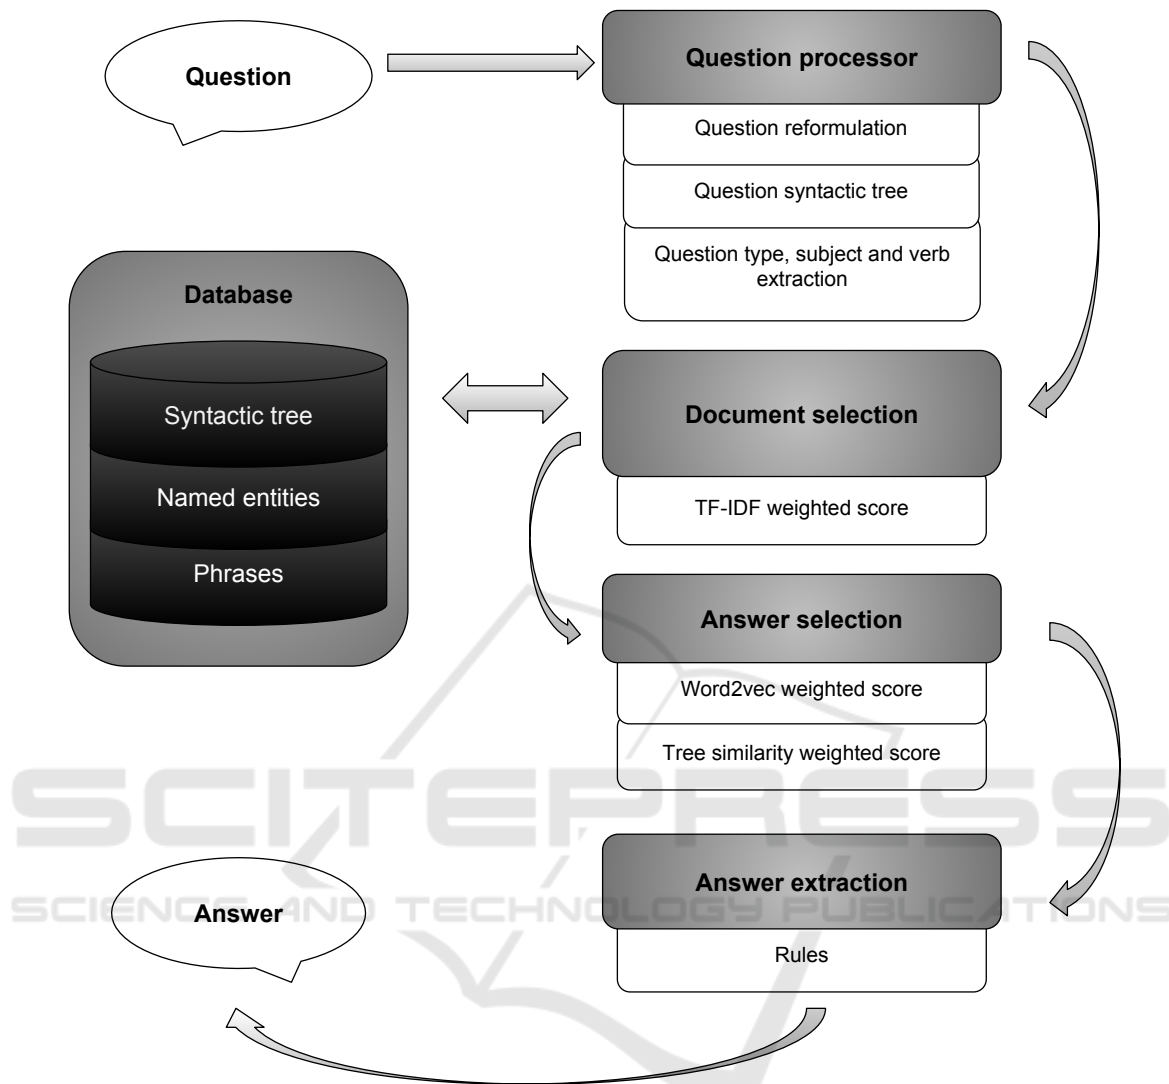 Question
Question processor
Question reformulation
Question syntactic tree
Question type, subject and verb
extraction
Database
Syntactic tree
Named entities
Phrases
Document selection
TF-IDF weighted score
Answer selection
Word2vec weighted score
Tree similarity weighted score
SCITEPRESS
SCIENCE AND TECHNOLOGY PUBLICATIONS
Answer extraction
Rules
Answer